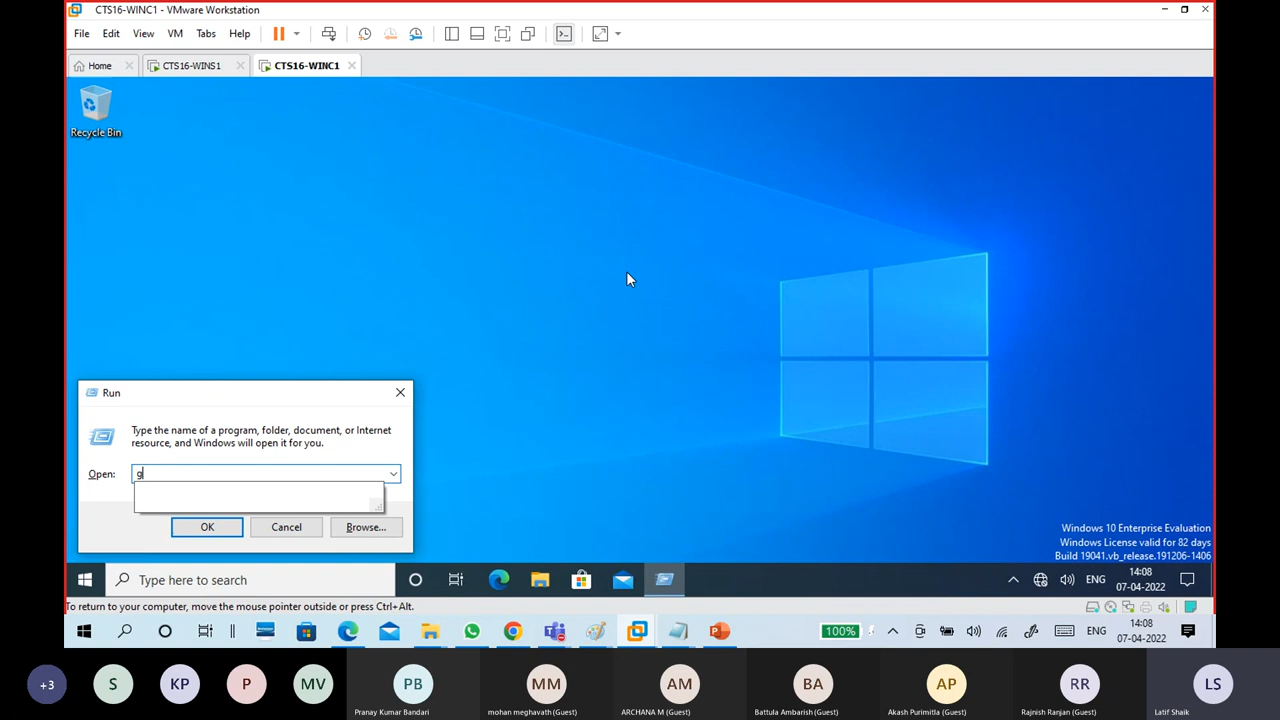 CTS16-WINC1 - VMware Workstation
File Edit View VM Tabs Help
Home CTS16-WINS1 CTS16-WINC1
Recycle Bin
Run
Type the name of a program, folder, document, or Internet
resource, and Windows will open it for you.
Open: g
OK Cancel Browse...
Windows 10 Enterprise Evaluation
Windows License valid for 82 days
Build 19041.vb_release.191206-1406
Type here to search
ENG 14:08
07-04-2022
To return to your computer, move the mouse pointer outside or press Ctrl+Alt.
100% ENG 14:08
07-04-2022
+3 S KP P MV PB MM AM BA AP RR LS
Pranay Kumar Bandari mohan meghavath (Guest) ARCHANA M (Guest) Battula Ambarish (Guest) Akash Purimitla (Guest) Rajnish Ranjan (Guest) Latif Shaik